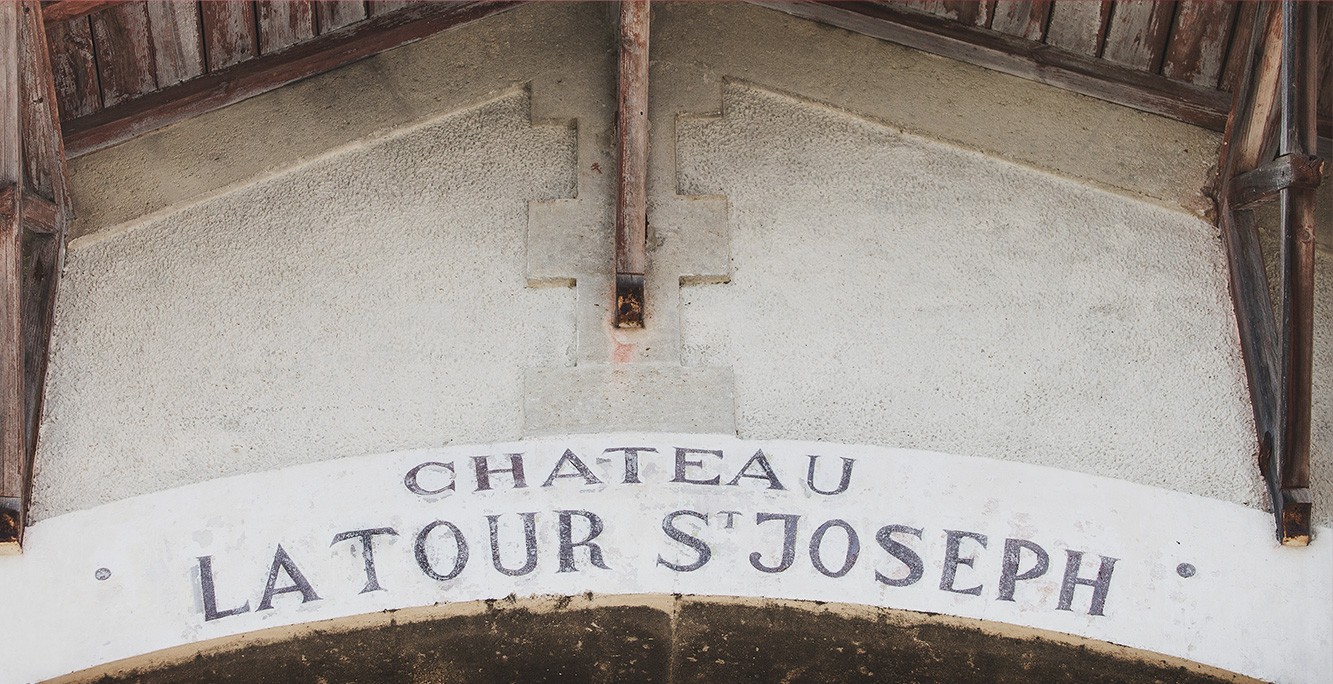 CHATEAU
• LA TOUR ST JOSEPH •